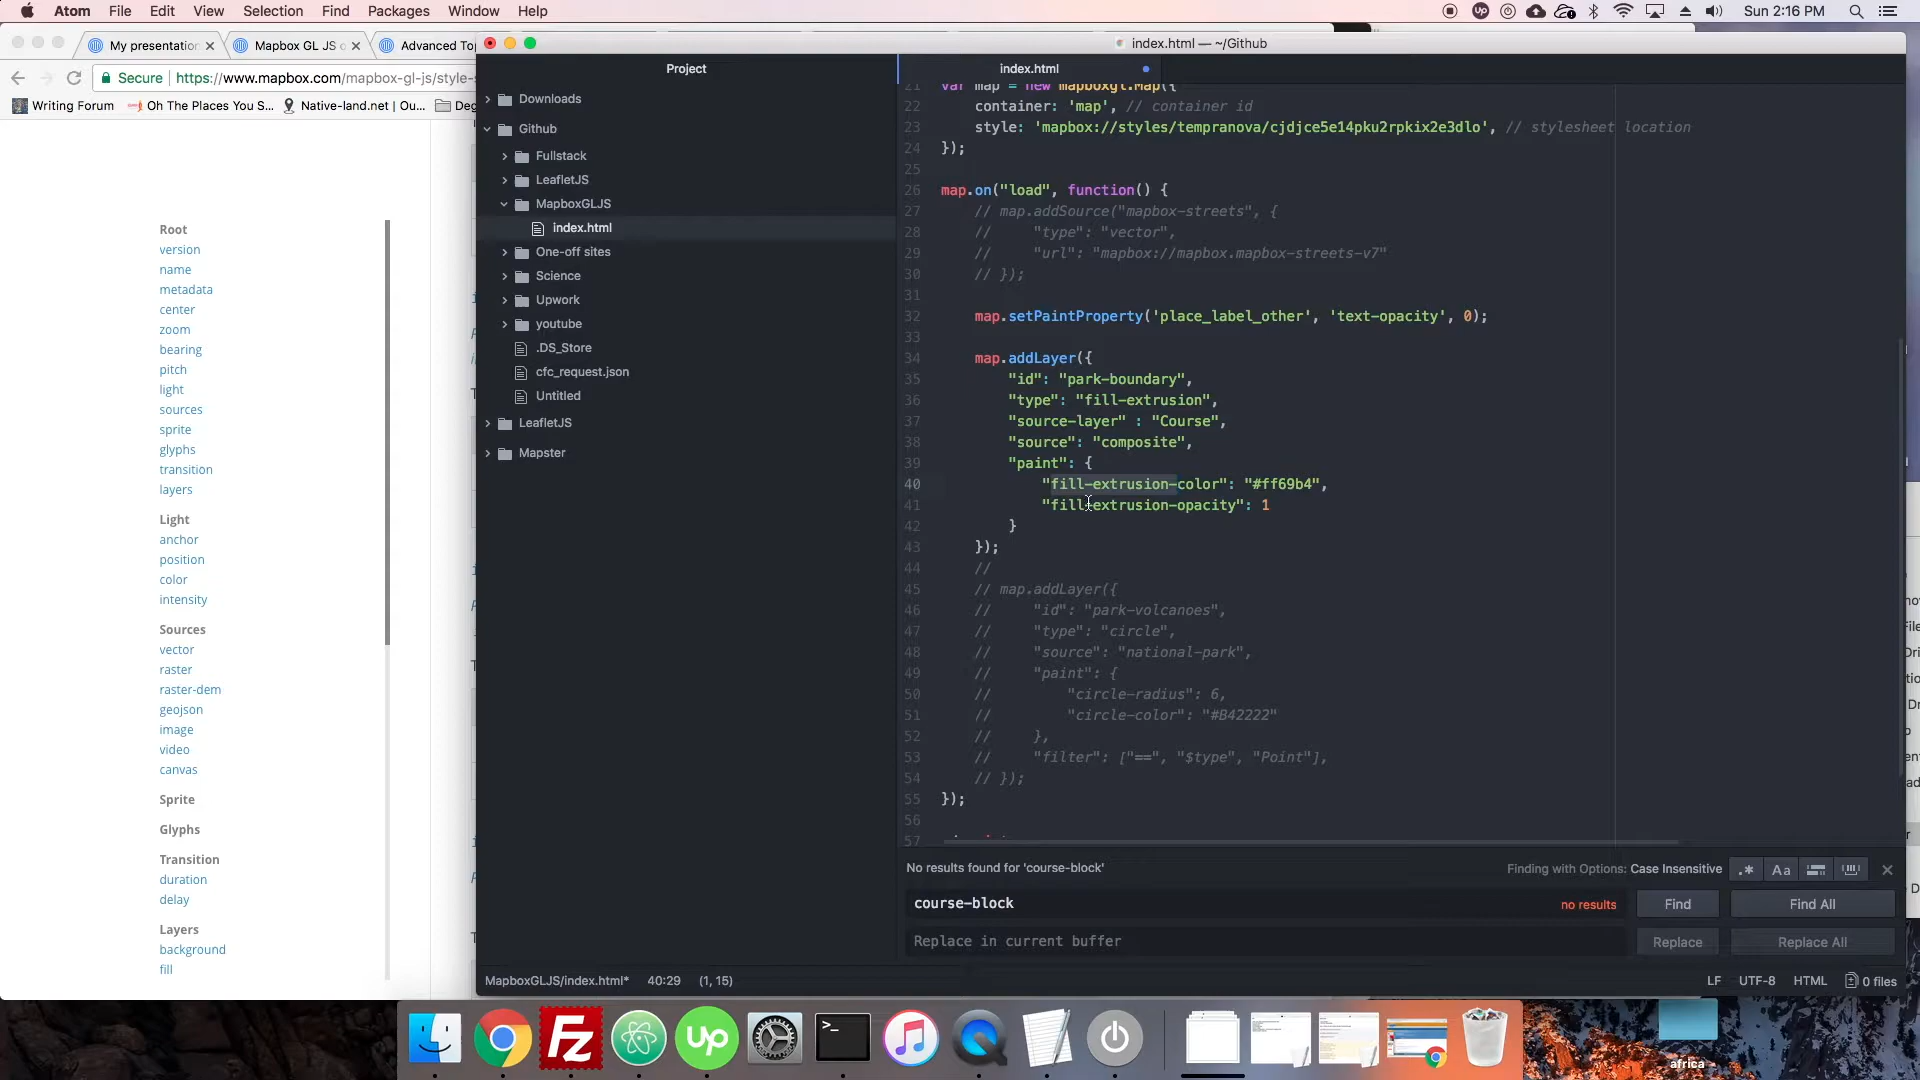 Atom File Edit View Selection Find Packages Window Help
Sun 2:16 PM
My presentation
Mapbox GL JS
Advanced To
Secure https://www.mapbox.com/mapbox-gl-js/style-
Writing Forum
Oh The Places You S...
Native-land.net | Ou...
Root
version
name
metadata
center
zoom
bearing
pitch
light
sources
sprite
glyphs
transition
layers
Light
anchor
position
color
intensity
Sources
vector
raster
raster-dem
geojson
image
video
canvas
Sprite
Glyphs
Transition
duration
delay
Layers
background
fill
index.html — ~/Github
Project
Downloads
Github
Fullstack
LeafletJS
MapboxGLJS
index.html
One-off sites
Science
Upwork
youtube
.DS_Store
cfc_request.json
Untitled
LeafletJS
Mapster
index.html
21 var map = new mapboxgl.Map({
22 container: 'map', // container id
23 style: 'mapbox://styles/tempranova/cjdjce5e14pku2rpkix2e3dlo', // stylesheet location
24 });
25
26 map.on("load", function() {
27 // map.addSource("mapbox-streets", {
28 // "type": "vector",
29 // "url": "mapbox://mapbox.mapbox-streets-v7"
30 // });
31
32 map.setPaintProperty('place_label_other', 'text-opacity', 0);
33
34 map.addLayer({
35 "id": "park-boundary",
36 "type": "fill-extrusion",
37 "source-layer" : "Course",
38 "source": "composite",
39 "paint": {
40 "fill-extrusion-color": "#ff69b4",
41 "fill-extrusion-opacity": 1
42 }
43 });
44 //
45 // map.addLayer({
46 // "id": "park-volcanoes",
47 // "type": "circle",
48 // "source": "national-park",
49 // "paint": {
50 // "circle-radius": 6,
51 // "circle-color": "#B42222"
52 // },
53 // "filter": ["==", "$type", "Point"],
54 // });
55 });
56
57
No results found for 'course-block'
Finding with Options: Case Insensitive
.* Aa
course-block
no results
Find
Find All
Replace in current buffer
Replace
Replace All
MapboxGLJS/index.html*
40:29
(1, 15)
LF
UTF-8
HTML
0 files
Fz
up
>_
africa